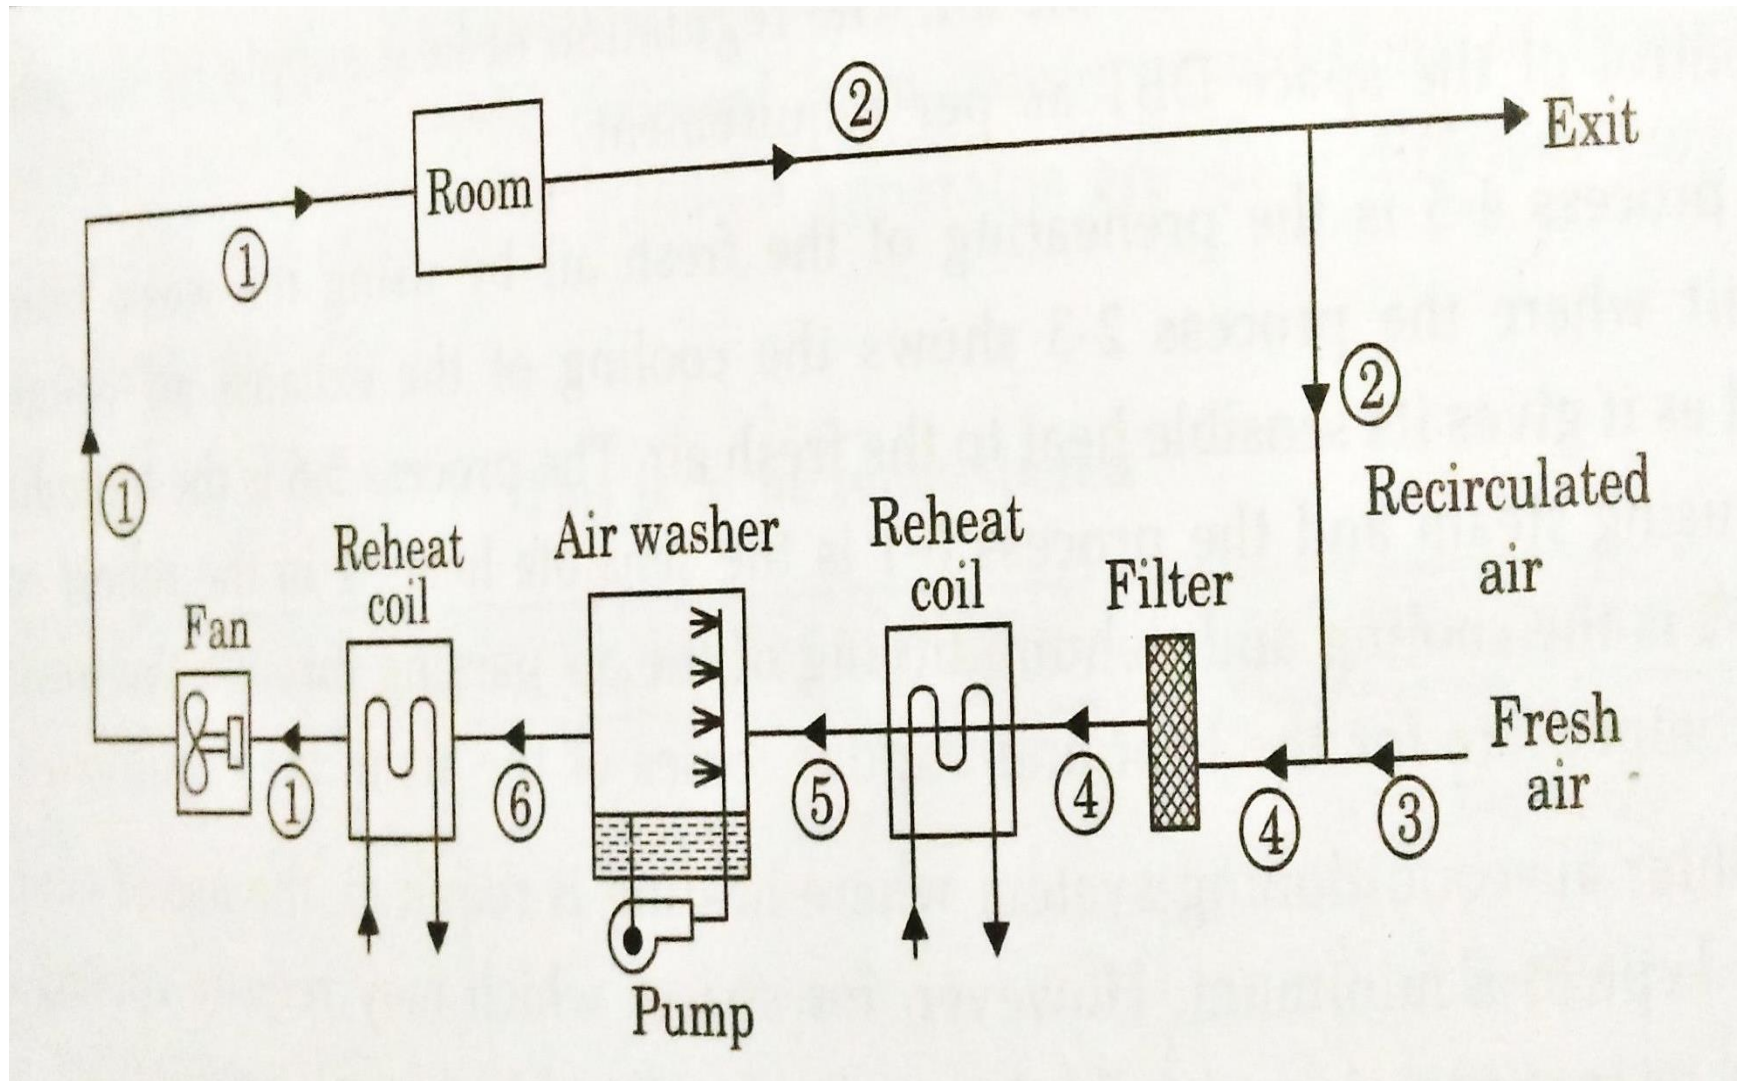 ②
Exit
Room
①
②
①
Recirculated
air
Reheat
coil
Air washer
Reheat
coil
Filter
Fan
Fresh
air
①
⑥
⑤
④
④
③
Pump